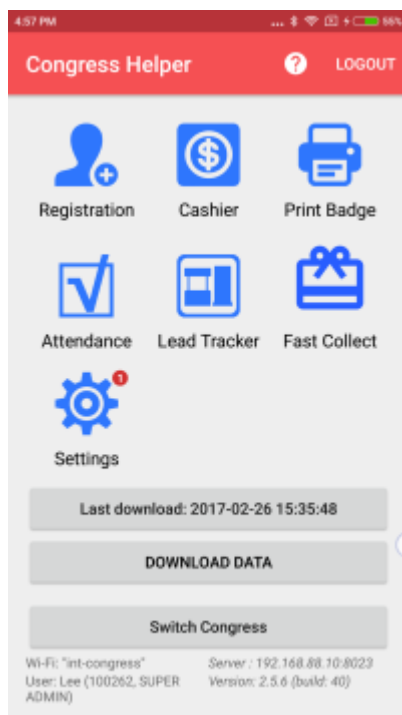 4:57 PM ... 55%
Congress Helper ? LOGOUT
Registration Cashier Print Badge
Attendance Lead Tracker Fast Collect
1
Settings
Last download: 2017-02-26 15:35:48
DOWNLOAD DATA
Switch Congress
Wi-Fi: "int-congress" Server : 192.168.88.10:8023
User: Lee (100262, SUPER Version: 2.5.6 (build: 40)
ADMIN)